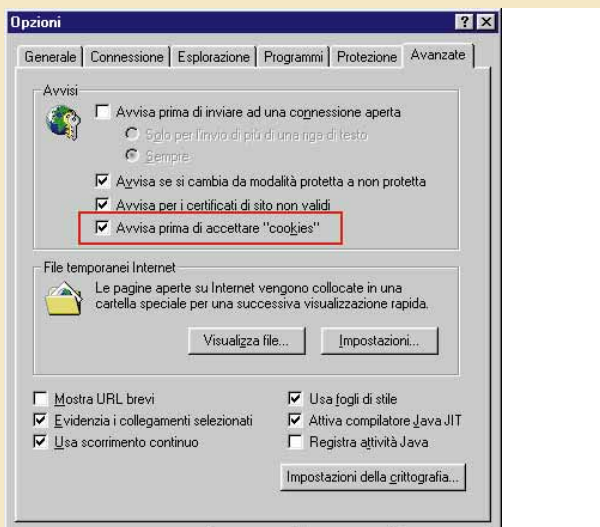 Opzioni
Generale Connessione Esplorazione Programmi Protezione Avanzate
Avvisi
Avvisa prima di inviare ad una connessione aperta
Solo per l'invio di più di una riga di testo
Sempre
Avvisa se si cambia da modalità protetta a non protetta
Avvisa per i certificati di sito non validi
Avvisa prima di accettare "cookies"
File temporanei Internet
Le pagine aperte su Internet vengono collocate in una
cartella speciale per una successiva visualizzazione rapida.
Visualizza file... Impostazioni...
Mostra URL brevi Usa fogli di stile
Evidenzia i collegamenti selezionati Attiva compilatore Java JIT
Usa scorrimento continuo Registra attività Java
Impostazioni della crittografia...